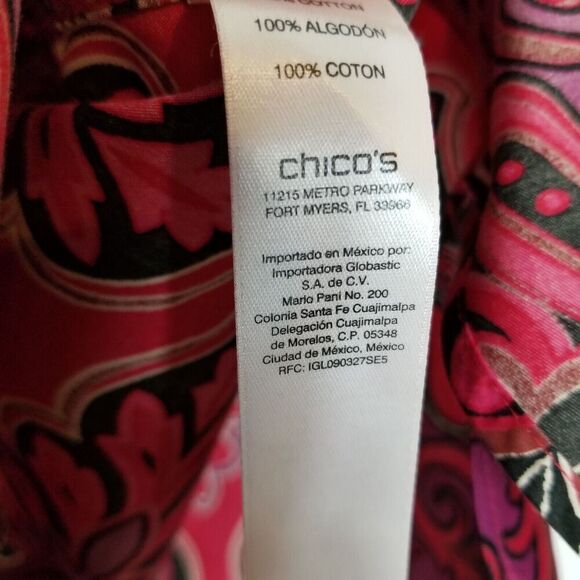 COTTON
100% ALGODÓN
100% COTON
chico's
11215 METRO PARKWAY
FORT MYERS, FL 33966
Importado en México por:
Importadora Globastic
S.A. de C.V.
Mario Pani No. 200
Colonia Santa Fe Cuajimalpa
Delegación Cuajimalpa
de Morelos, C.P. 05348
Ciudad de México, México
RFC: IGL090327SE5